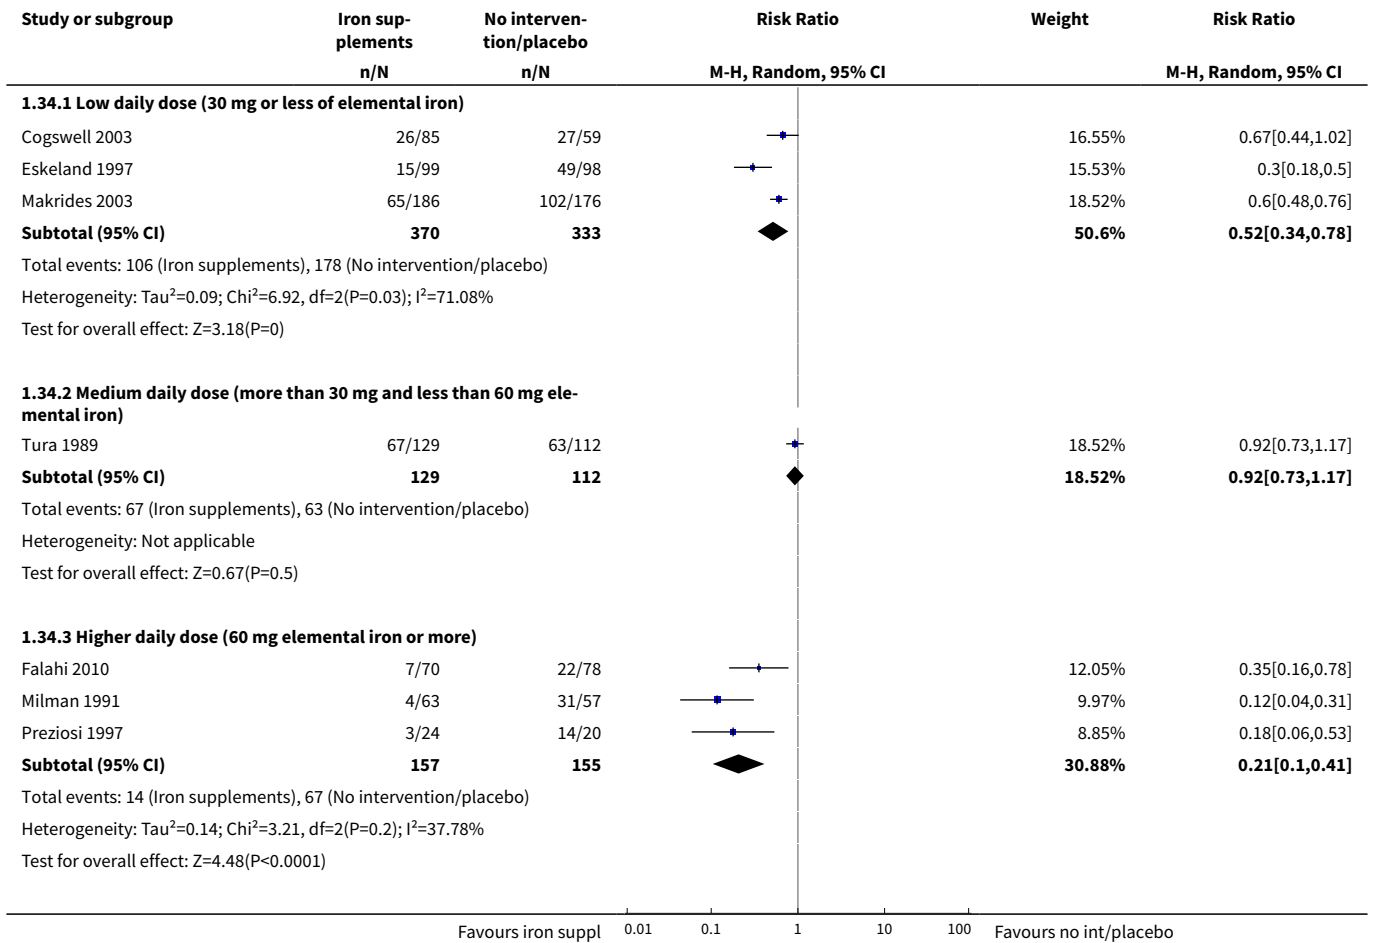 Study or subgroup Iron sup- No interven- Risk Ratio Weight Risk Ratio
plements tion/placebo
n/N n/N M-H, Random, 95% CI M-H, Random, 95% CI
1.34.1 Low daily dose (30 mg or less of elemental iron)
Cogswell 2003 26/85 27/59 16.55% 0.67[0.44,1.02]
Eskeland 1997 15/99 49/98 15.53% 0.3[0.18,0.5]
Makrides 2003 65/186 102/176 18.52% 0.6[0.48,0.76]
Subtotal (95% CI) 370 333 50.6% 0.52[0.34,0.78]
Total events: 106 (Iron supplements), 178 (No intervention/placebo)
Heterogeneity: Tau²=0.09; Chi²=6.92, df=2(P=0.03); I²=71.08%
Test for overall effect: Z=3.18(P=0)
1.34.2 Medium daily dose (more than 30 mg and less than 60 mg ele-
mental iron)
Tura 1989 67/129 63/112 18.52% 0.92[0.73,1.17]
Subtotal (95% CI) 129 112 18.52% 0.92[0.73,1.17]
Total events: 67 (Iron supplements), 63 (No intervention/placebo)
Heterogeneity: Not applicable
Test for overall effect: Z=0.67(P=0.5)
1.34.3 Higher daily dose (60 mg elemental iron or more)
Falahi 2010 7/70 22/78 12.05% 0.35[0.16,0.78]
Milman 1991 4/63 31/57 9.97% 0.12[0.04,0.31]
Preziosi 1997 3/24 14/20 8.85% 0.18[0.06,0.53]
Subtotal (95% CI) 157 155 30.88% 0.21[0.1,0.41]
Total events: 14 (Iron supplements), 67 (No intervention/placebo)
Heterogeneity: Tau²=0.14; Chi²=3.21, df=2(P=0.2); I²=37.78%
Test for overall effect: Z=4.48(P<0.0001)
Favours iron suppl 0.01 0.1 1 10 100 Favours no int/placebo